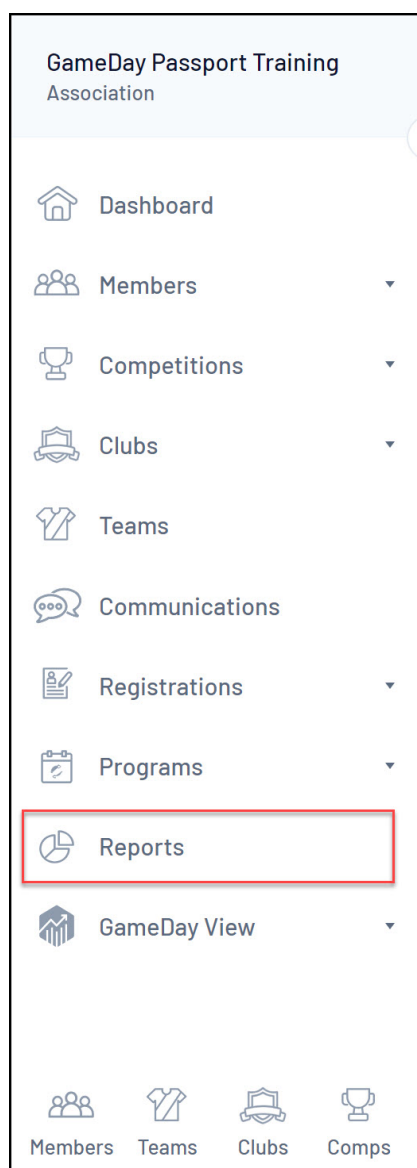 GameDay Passport Training
Association
Dashboard
Members
Competitions
Clubs
Teams
Communications
Registrations
Programs
Reports
GameDay View
Members Teams Clubs Comps